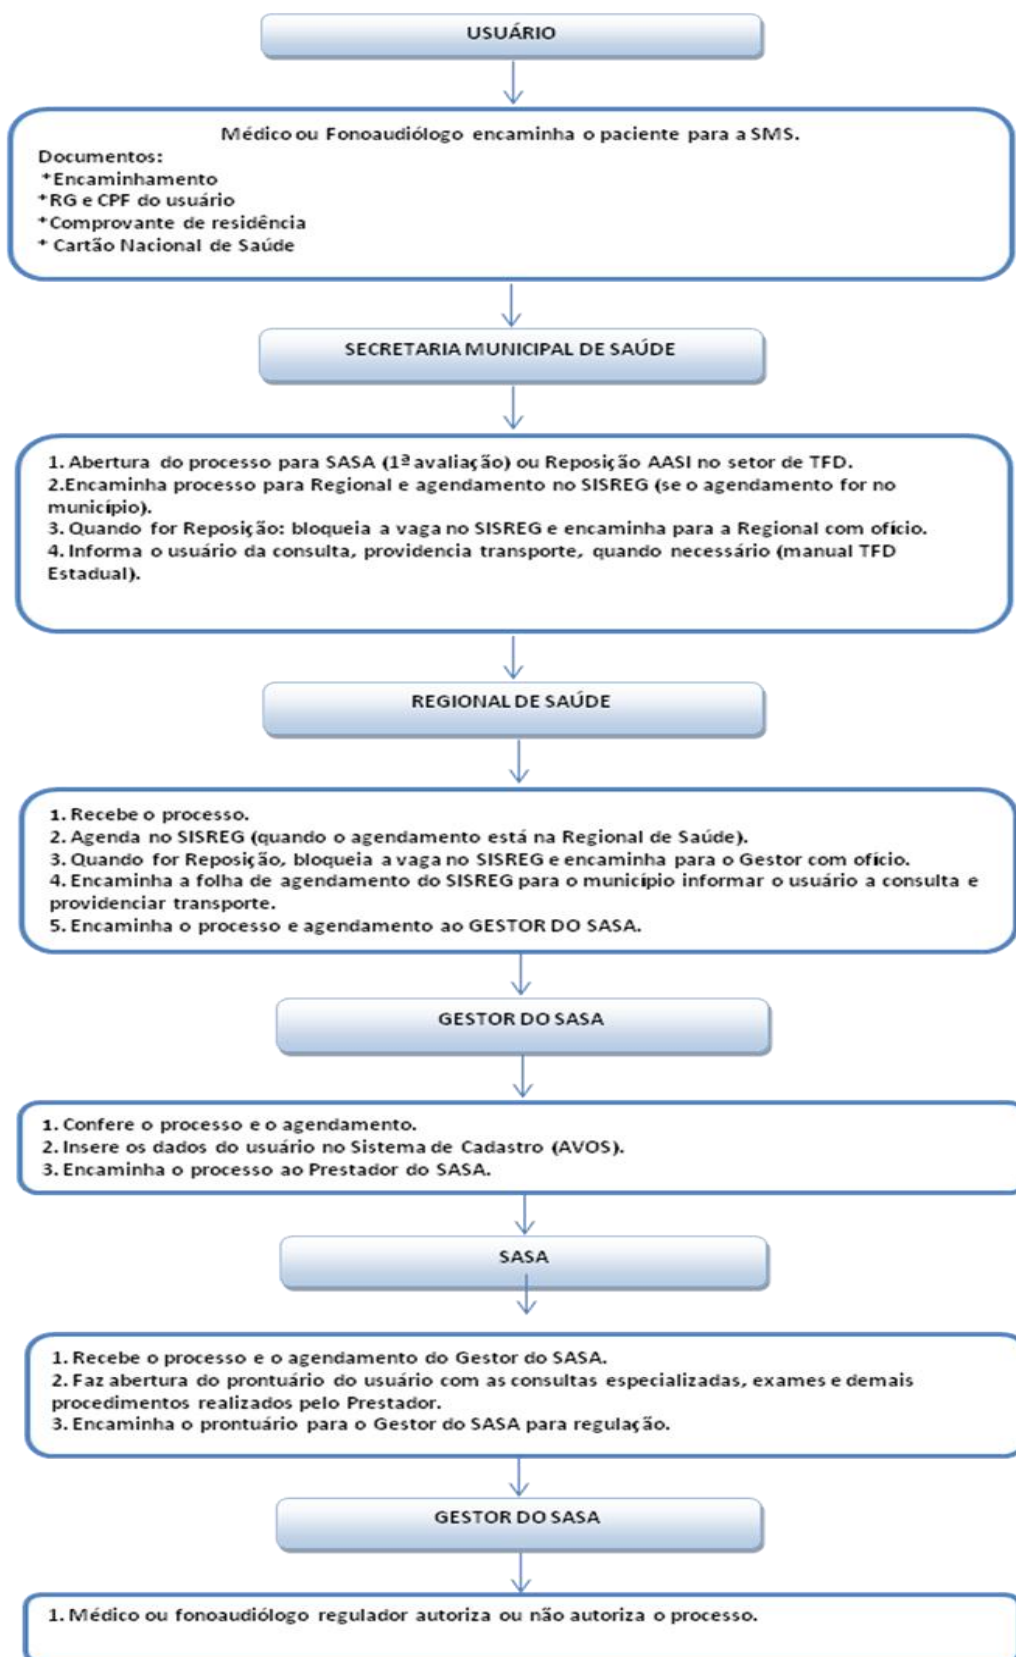 USUÁRIO
Médico ou Fonoaudiólogo encaminha o paciente para a SMS.
Documentos:
*Encaminhamento
*RG e CPF do usuário
*Comprovante de residência
* Cartão Nacional de Saúde
SECRETARIA MUNICIPAL DE SAÚDE
1. Abertura do processo para SASA (1ª avaliação) ou Reposição AASI no setor de TFD.
2.Encaminha processo para Regional e agendamento no SISREG (se o agendamento for no
município).
3. Quando for Reposição: bloqueia a vaga no SISREG e encaminha para a Regional com ofício.
4. Informa o usuário da consulta, providencia transporte, quando necessário (manual TFD
Estadual).
REGIONAL DE SAÚDE
1. Recebe o processo.
2. Agenda no SISREG (quando o agendamento está na Regional de Saúde).
3. Quando for Reposição, bloqueia a vaga no SISREG e encaminha para o Gestor com ofício.
4. Encaminha a folha de agendamento do SISREG para o município informar o usuário a consulta e
providenciar transporte.
5. Encaminha o processo e agendamento ao GESTOR DO SASA.
GESTOR DO SASA
1. Confere o processo e o agendamento.
2. Insere os dados do usuário no Sistema de Cadastro (AVOS).
3. Encaminha o processo ao Prestador do SASA.
SASA
1. Recebe o processo e o agendamento do Gestor do SASA.
2. Faz abertura do prontuário do usuário com as consultas especializadas, exames e demais
procedimentos realizados pelo Prestador.
3. Encaminha o prontuário para o Gestor do SASA para regulação.
GESTOR DO SASA
1. Médico ou fonoaudiólogo regulador autoriza ou não autoriza o processo.